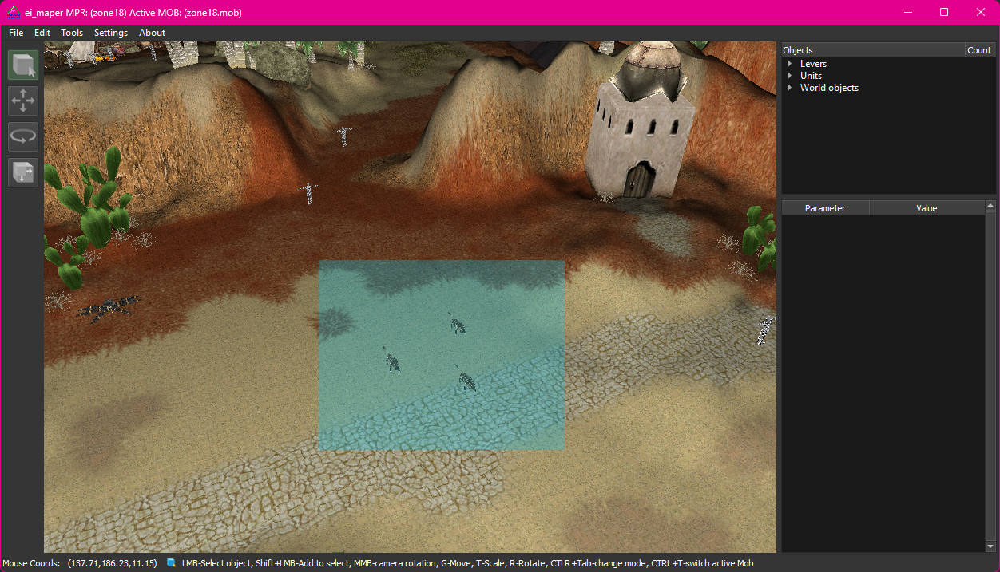 ei_maper MPR: (zone18) Active MOB: (zone18.mob)
File Edit Tools Settings About
Objects Count
Levers
Units
World objects
Parameter Value
Mouse Coords: (137.71,186.23,11.15) LMB-Select object, Shift+LMB-Add to select, MMB-camera rotation, G-Move, T-Scale, R-Rotate, CTLR+Tab-change mode, CTRL+T-switch active Mob